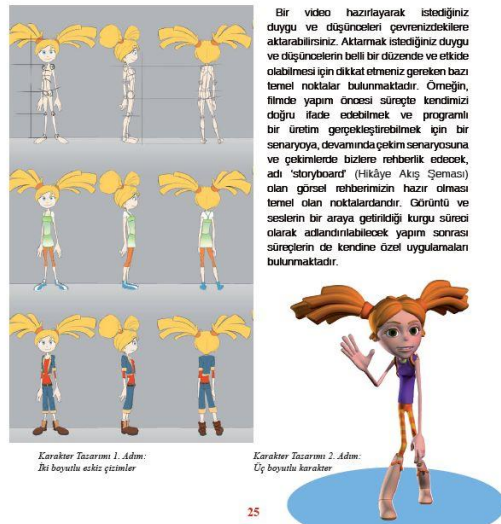 Bir video hazırlayarak istediğiniz
duygu ve düşünceleri çevrenizdekilere
aktarabilirsiniz. Aktarmak istediğiniz duygu
ve düşüncelerin belli bir düzende ve etkide
olabilmesi için dikkat etmeniz gereken bazı
temel noktalar bulunmaktadır. Örneğin,
filmde yapım öncesi süreçte kendimizi
doğru ifade edebilmek ve programlı
bir üretim gerçekleştirebilmek için bir
senaryoya, devamında çekim senaryosuna
ve çekimlerde bizlere rehberlik edecek,
adı 'storyboard' (Hikâye Akış Şeması)
olan görsel rehberimizin hazır olması
temel olan noktalardandır. Görüntü ve
seslerin bir araya getirildiği kurgu süreci
olarak adlandırılabilecek yapım sonrası
süreçlerin de kendine özel uygulamaları
bulunmaktadır.
Karakter Tasarımı 1. Adım:
İki boyutlu eskiz çizimler
Karakter Tasarımı 2. Adım:
Üç boyutlu karakter
25